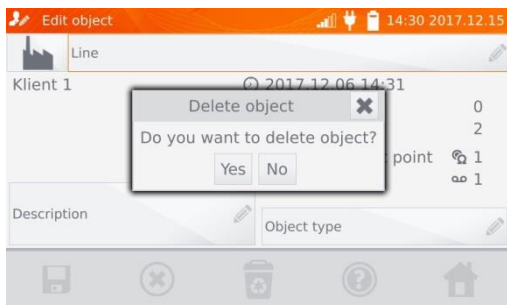 Edit object
14:30 2017.12.15
Line
Klient 1
2017.12.06 14:31
Delete object
0
Do you want to delete object?
2
point
1
Yes No
1
Description
Object type